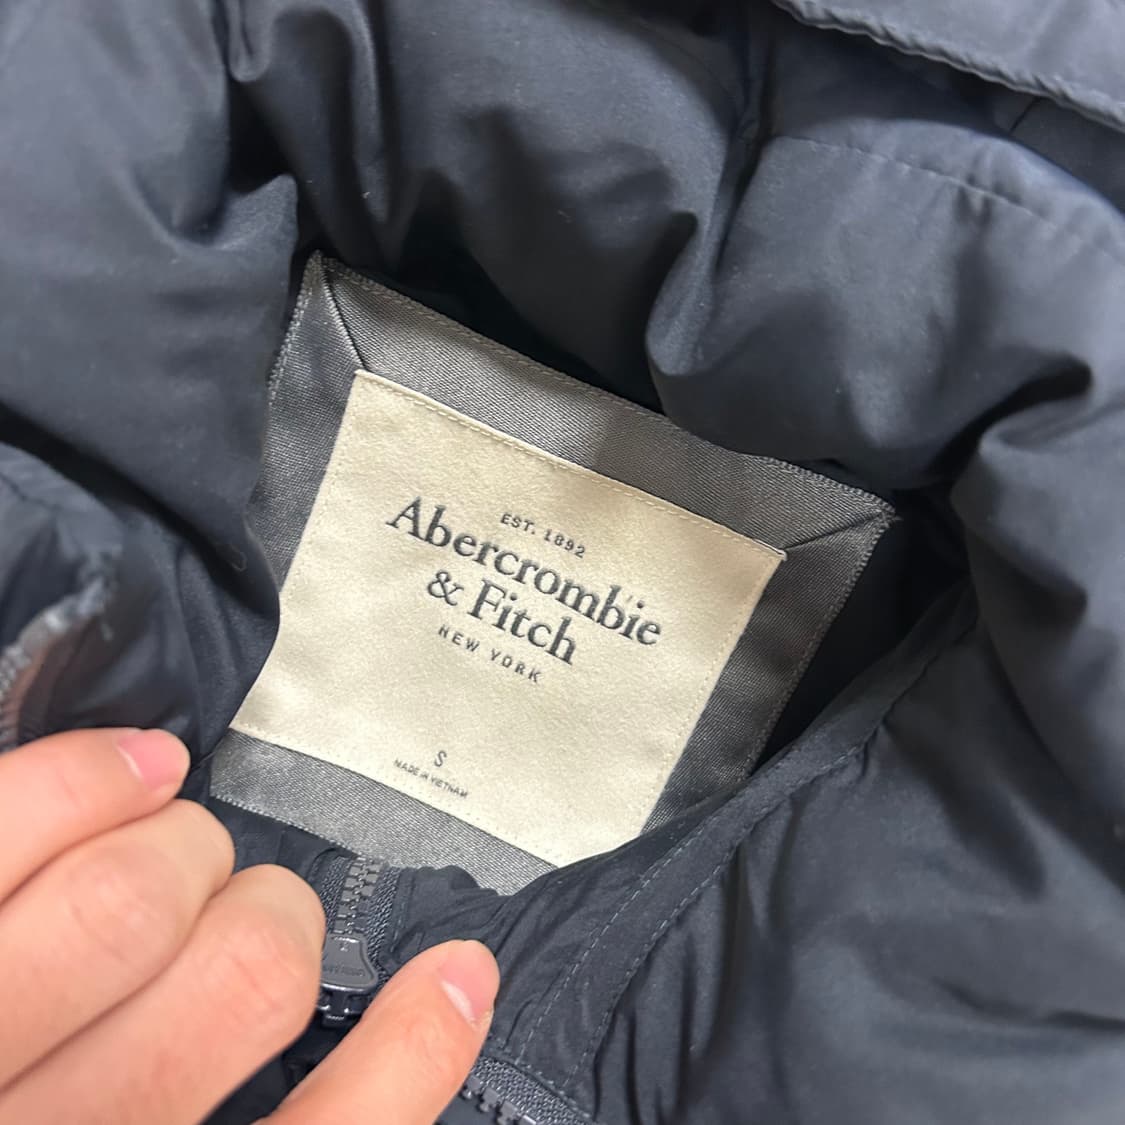 EST. 1892
Abercrombie
& Fitch
NEW YORK
S
MADE IN VIETNAM